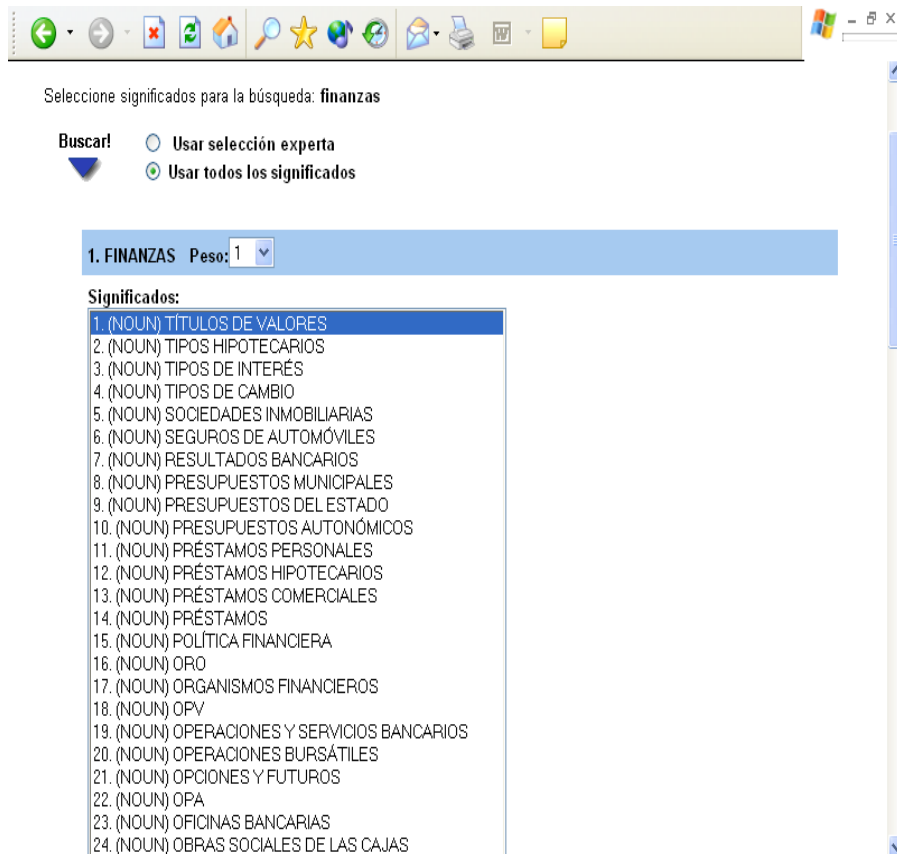 W
Seleccione significados para la búsqueda: finanzas
Buscar!
Usar selección experta
Usar todos los significados
1. FINANZAS Peso: 1
Significados:
1. (NOUN) TÍTULOS DE VALORES
2. (NOUN) TIPOS HIPOTECARIOS
3. (NOUN) TIPOS DE INTERÉS
4. (NOUN) TIPOS DE CAMBIO
5. (NOUN) SOCIEDADES INMOBILIARIAS
6. (NOUN) SEGUROS DE AUTOMÓVILES
7. (NOUN) RESULTADOS BANCARIOS
8. (NOUN) PRESUPUESTOS MUNICIPALES
9. (NOUN) PRESUPUESTOS DEL ESTADO
10. (NOUN) PRESUPUESTOS AUTONÓMICOS
11. (NOUN) PRÉSTAMOS PERSONALES
12. (NOUN) PRÉSTAMOS HIPOTECARIOS
13. (NOUN) PRÉSTAMOS COMERCIALES
14. (NOUN) PRÉSTAMOS
15. (NOUN) POLÍTICA FINANCIERA
16. (NOUN) ORO
17. (NOUN) ORGANISMOS FINANCIEROS
18. (NOUN) OPV
19. (NOUN) OPERACIONES Y SERVICIOS BANCARIOS
20. (NOUN) OPERACIONES BURSÁTILES
21. (NOUN) OPCIONES Y FUTUROS
22. (NOUN) OPA
23. (NOUN) OFICINAS BANCARIAS
24. (NOUN) OBRAS SOCIALES DE LAS CAJAS